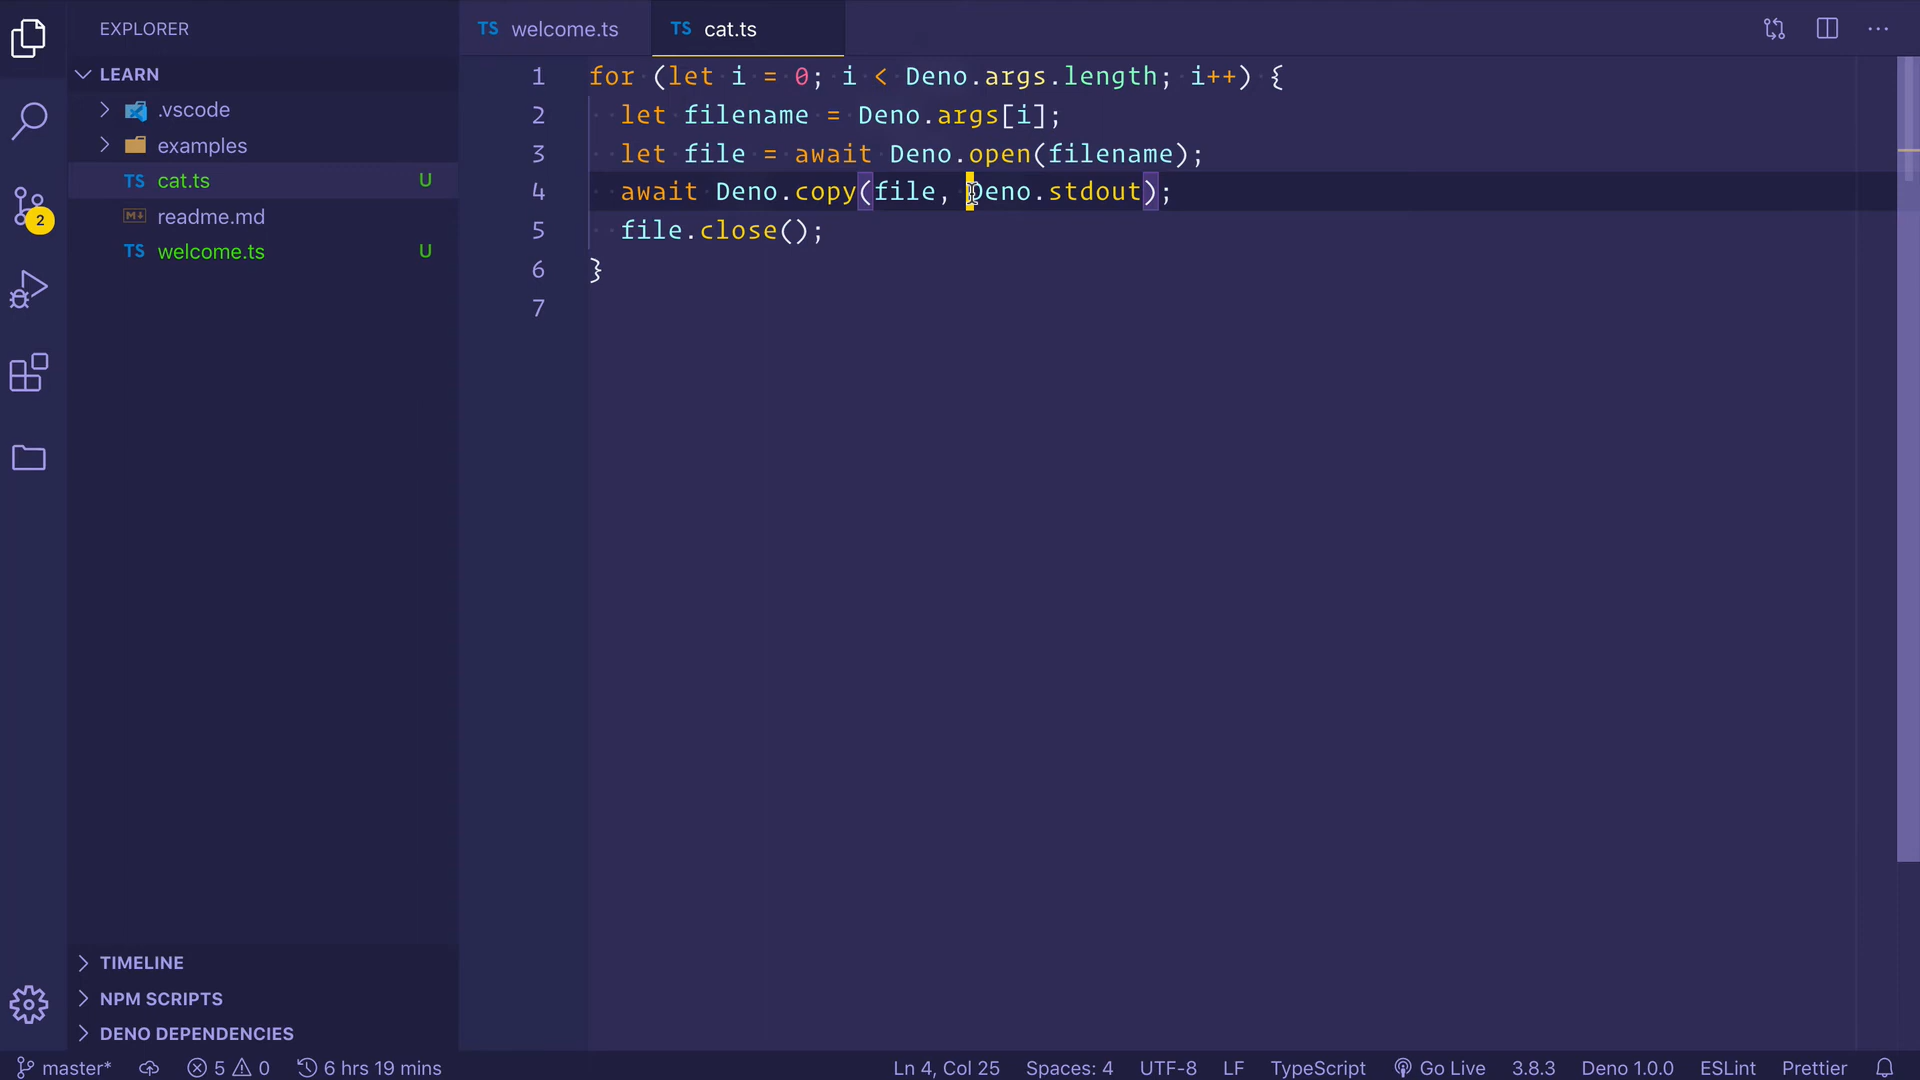 EXPLORER
LEARN
.vscode
examples
TS cat.ts U
readme.md
TS welcome.ts U
2
TIMELINE
NPM SCRIPTS
DENO DEPENDENCIES
TS welcome.ts
TS cat.ts
1 for (let i = 0; i < Deno.args.length; i++) {
2 let filename = Deno.args[i];
3 let file = await Deno.open(filename);
4 await Deno.copy(file, Deno.stdout);
5 file.close();
6 }
7
master* 5 0 6 hrs 19 mins Ln 4, Col 25 Spaces: 4 UTF-8 LF TypeScript Go Live 3.8.3 Deno 1.0.0 ESLint Prettier